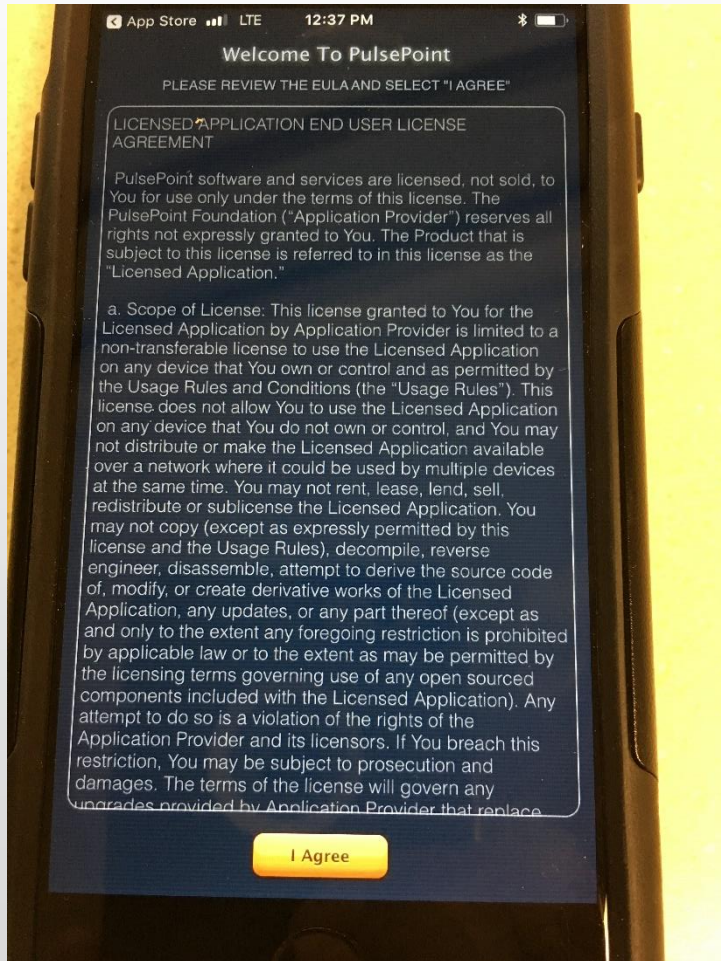 App Store LTE 12:37 PM
Welcome To PulsePoint
PLEASE REVIEW THE EULA AND SELECT "I AGREE"
LICENSED APPLICATION END USER LICENSE
AGREEMENT
PulsePoint software and services are licensed, not sold, to
You for use only under the terms of this license. The
PulsePoint Foundation (“Application Provider”) reserves all
rights not expressly granted to You. The Product that is
subject to this license is referred to in this license as the
“Licensed Application.”
a. Scope of License: This license granted to You for the
Licensed Application by Application Provider is limited to a
non-transferable license to use the Licensed Application
on any device that You own or control and as permitted by
the Usage Rules and Conditions (the “Usage Rules”). This
license does not allow You to use the Licensed Application
on any device that You do not own or control, and You may
not distribute or make the Licensed Application available
over a network where it could be used by multiple devices
at the same time. You may not rent, lease, lend, sell,
redistribute or sublicense the Licensed Application. You
may not copy (except as expressly permitted by this
license and the Usage Rules), decompile, reverse
engineer, disassemble, attempt to derive the source code
of, modify, or create derivative works of the Licensed
Application, any updates, or any part thereof (except as
and only to the extent any foregoing restriction is prohibited
by applicable law or to the extent as may be permitted by
the licensing terms governing use of any open sourced
components included with the Licensed Application). Any
attempt to do so is a violation of the rights of the
Application Provider and its licensors. If You breach this
restriction, You may be subject to prosecution and
damages. The terms of the license will govern any
upgrades provided by Application Provider that replace
I Agree